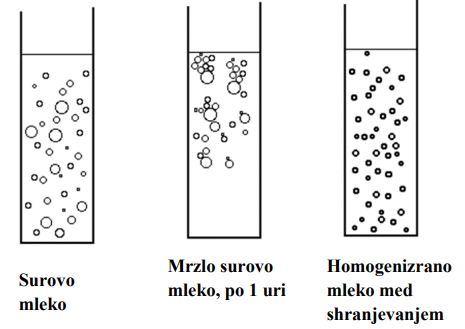 Surovo
mleko
Mrzlo surovo
mleko, po 1 uri
Homogenizrano
mleko med
shranjevanjem